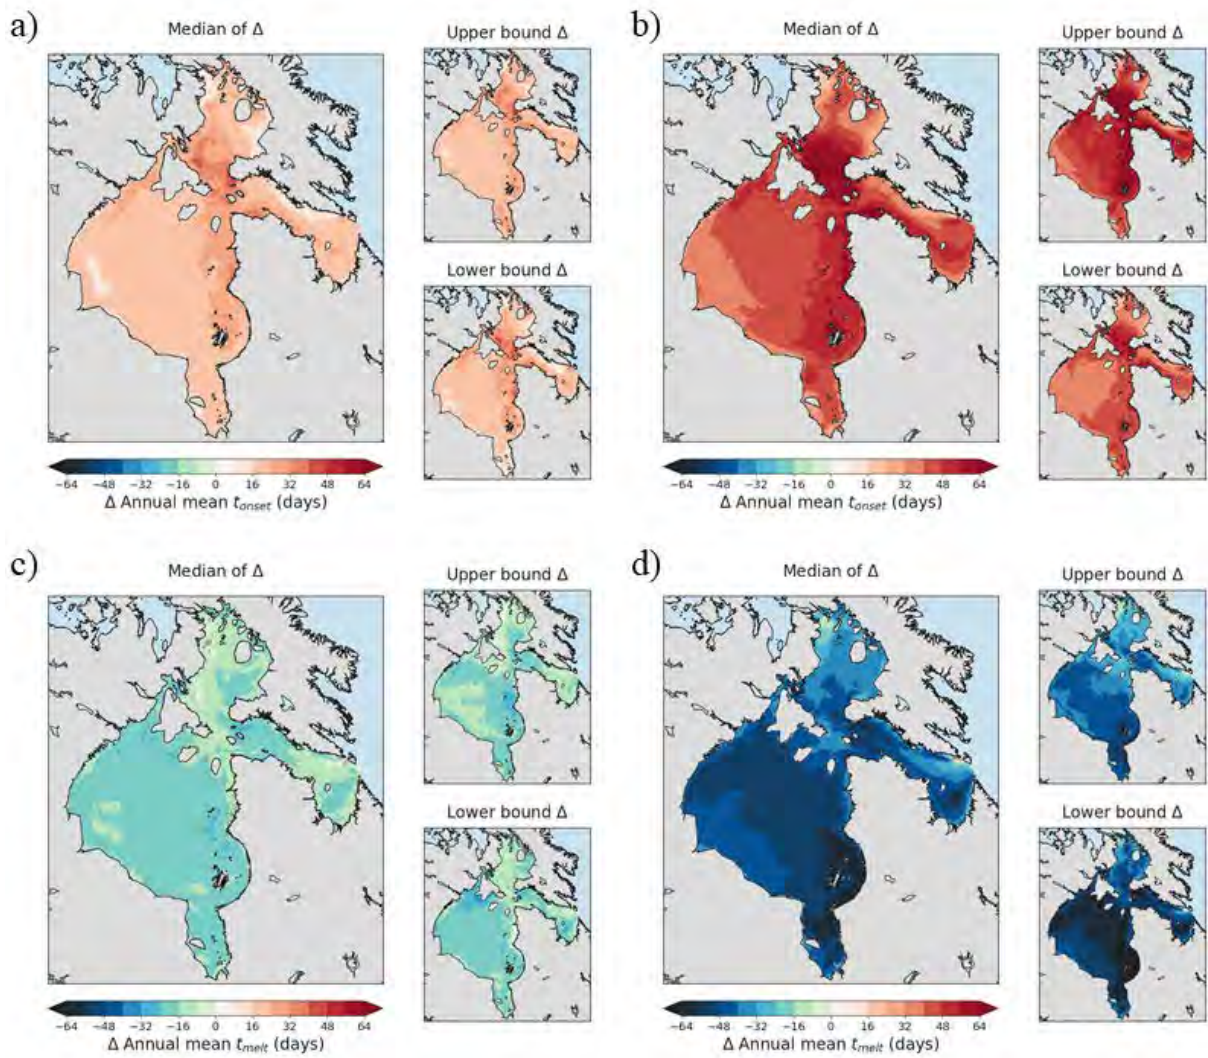 a)
Median of Δ
Upper bound Δ
Lower bound Δ
−64 −48 −32 −16 0 16 32 48 64
Δ Annual mean t_onset (days)
b)
Median of Δ
Upper bound Δ
Lower bound Δ
−64 −48 −32 −16 0 16 32 48 64
Δ Annual mean t_onset (days)
c)
Median of Δ
Upper bound Δ
Lower bound Δ
−64 −48 −32 −16 0 16 32 48 64
Δ Annual mean t_melt (days)
d)
Median of Δ
Upper bound Δ
Lower bound Δ
−64 −48 −32 −16 0 16 32 48 64
Δ Annual mean t_melt (days)